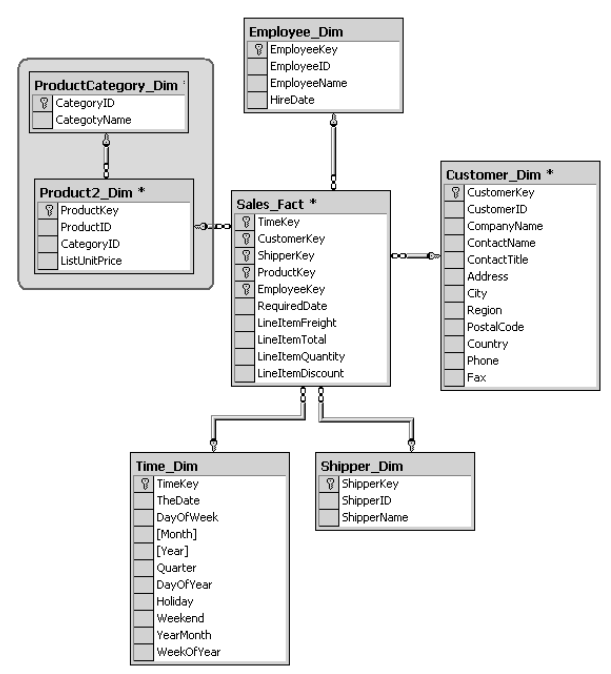 Employee_Dim
EmployeeKey
EmployeeID
EmployeeName
HireDate
ProductCategory_Dim *
CategoryID
CategotyName
Product2_Dim *
ProductKey
ProductID
CategoryID
ListUnitPrice
Sales_Fact *
TimeKey
CustomerKey
ShipperKey
ProductKey
EmployeeKey
RequiredDate
LineItemFreight
LineItemTotal
LineItemQuantity
LineItemDiscount
Customer_Dim *
CustomerKey
CustomerID
CompanyName
ContactName
ContactTitle
Address
City
Region
PostalCode
Country
Phone
Fax
Time_Dim
TimeKey
TheDate
DayOfWeek
[Month]
[Year]
Quarter
DayOfYear
Holiday
Weekend
YearMonth
WeekOfYear
Shipper_Dim
ShipperKey
ShipperID
ShipperName